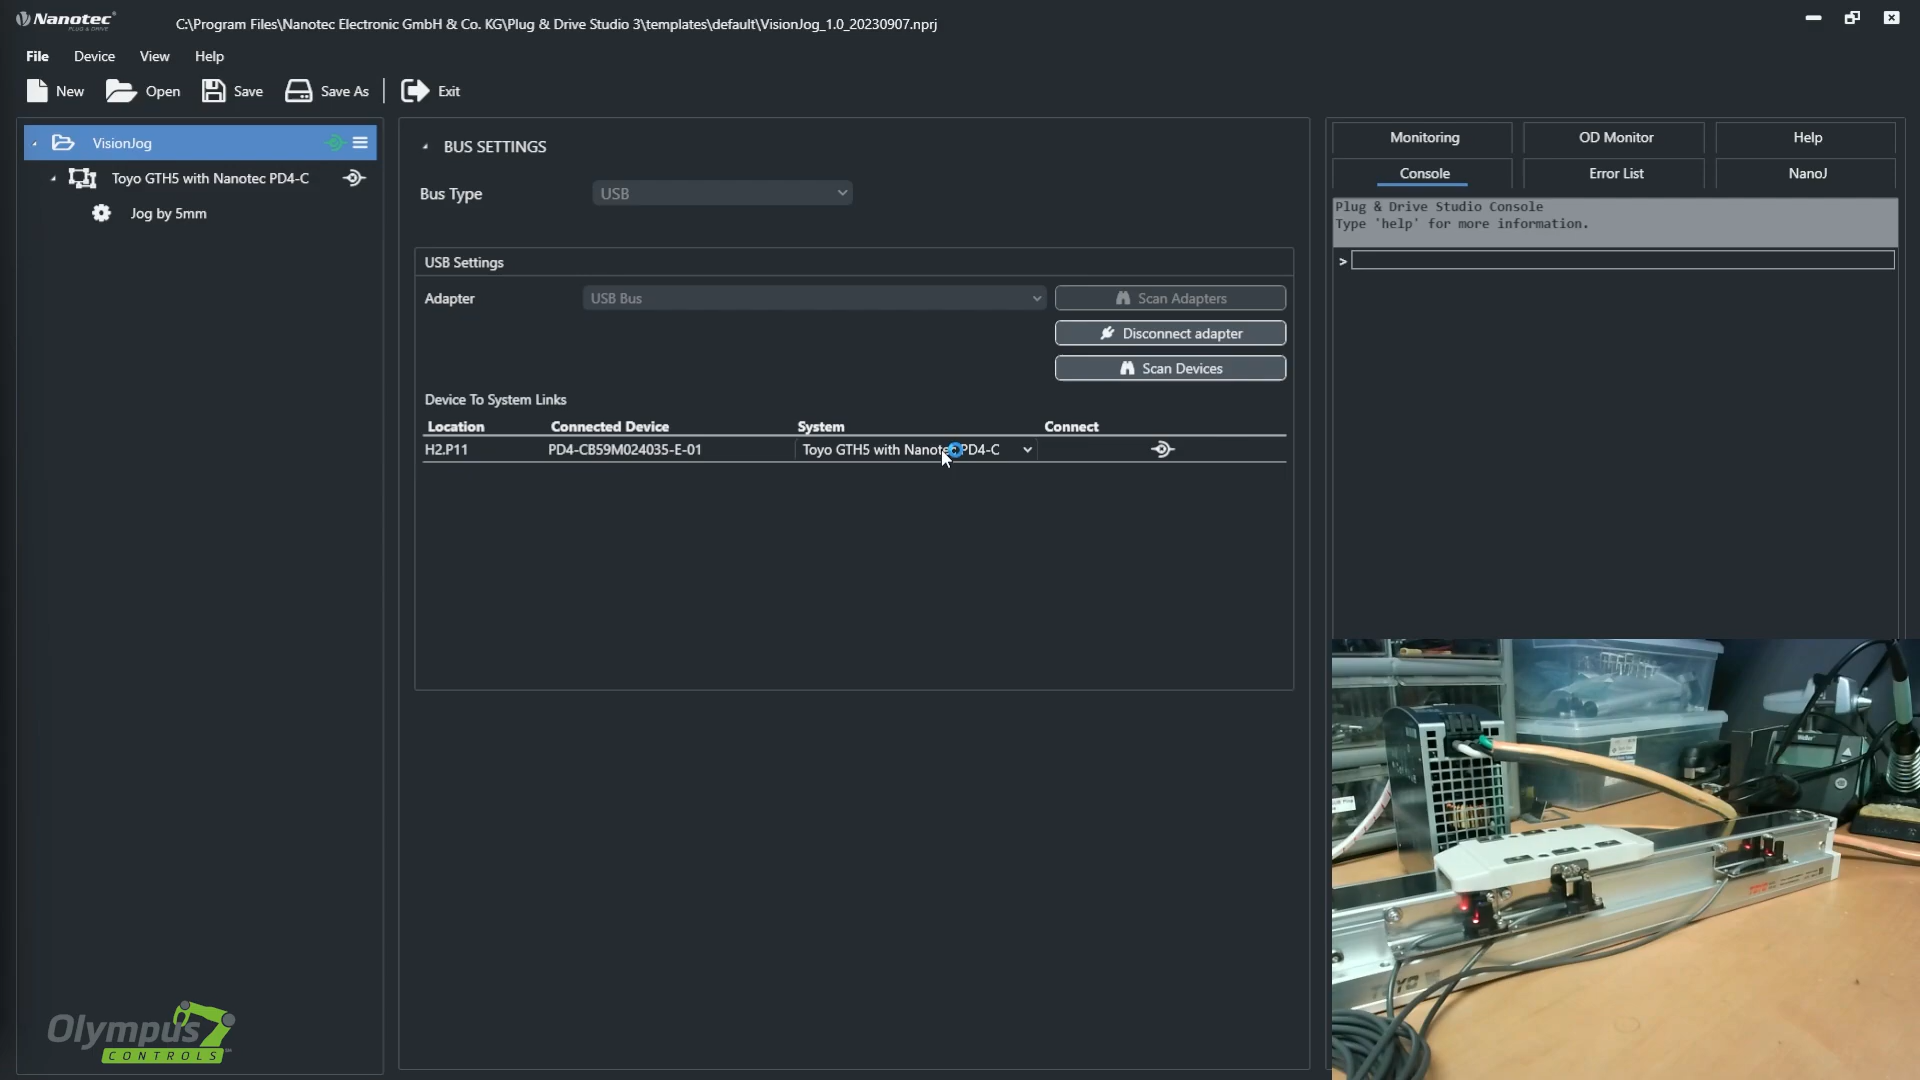 Nanotec
PLUG & DRIVE
C:\Program Files\Nanotec Electronic GmbH & Co. KG\Plug & Drive Studio 3\templates\default\VisionJog_1.0_20230907.nprj
File Device View Help
New Open Save Save As Exit
VisionJog
Toyo GTH5 with Nanotec PD4-C
Jog by 5mm
BUS SETTINGS
Bus Type USB
USB Settings
Adapter USB Bus Scan Adapters
Disconnect adapter
Scan Devices
Device To System Links
Location Connected Device System Connect
H2.P11 PD4-CB59M024035-E-01 Toyo GTH5 with Nanotec PD4-C
Monitoring OD Monitor Help
Console Error List NanoJ
Plug & Drive Studio Console
Type 'help' for more information.
>
TOYO
Olympus
CONTROLS